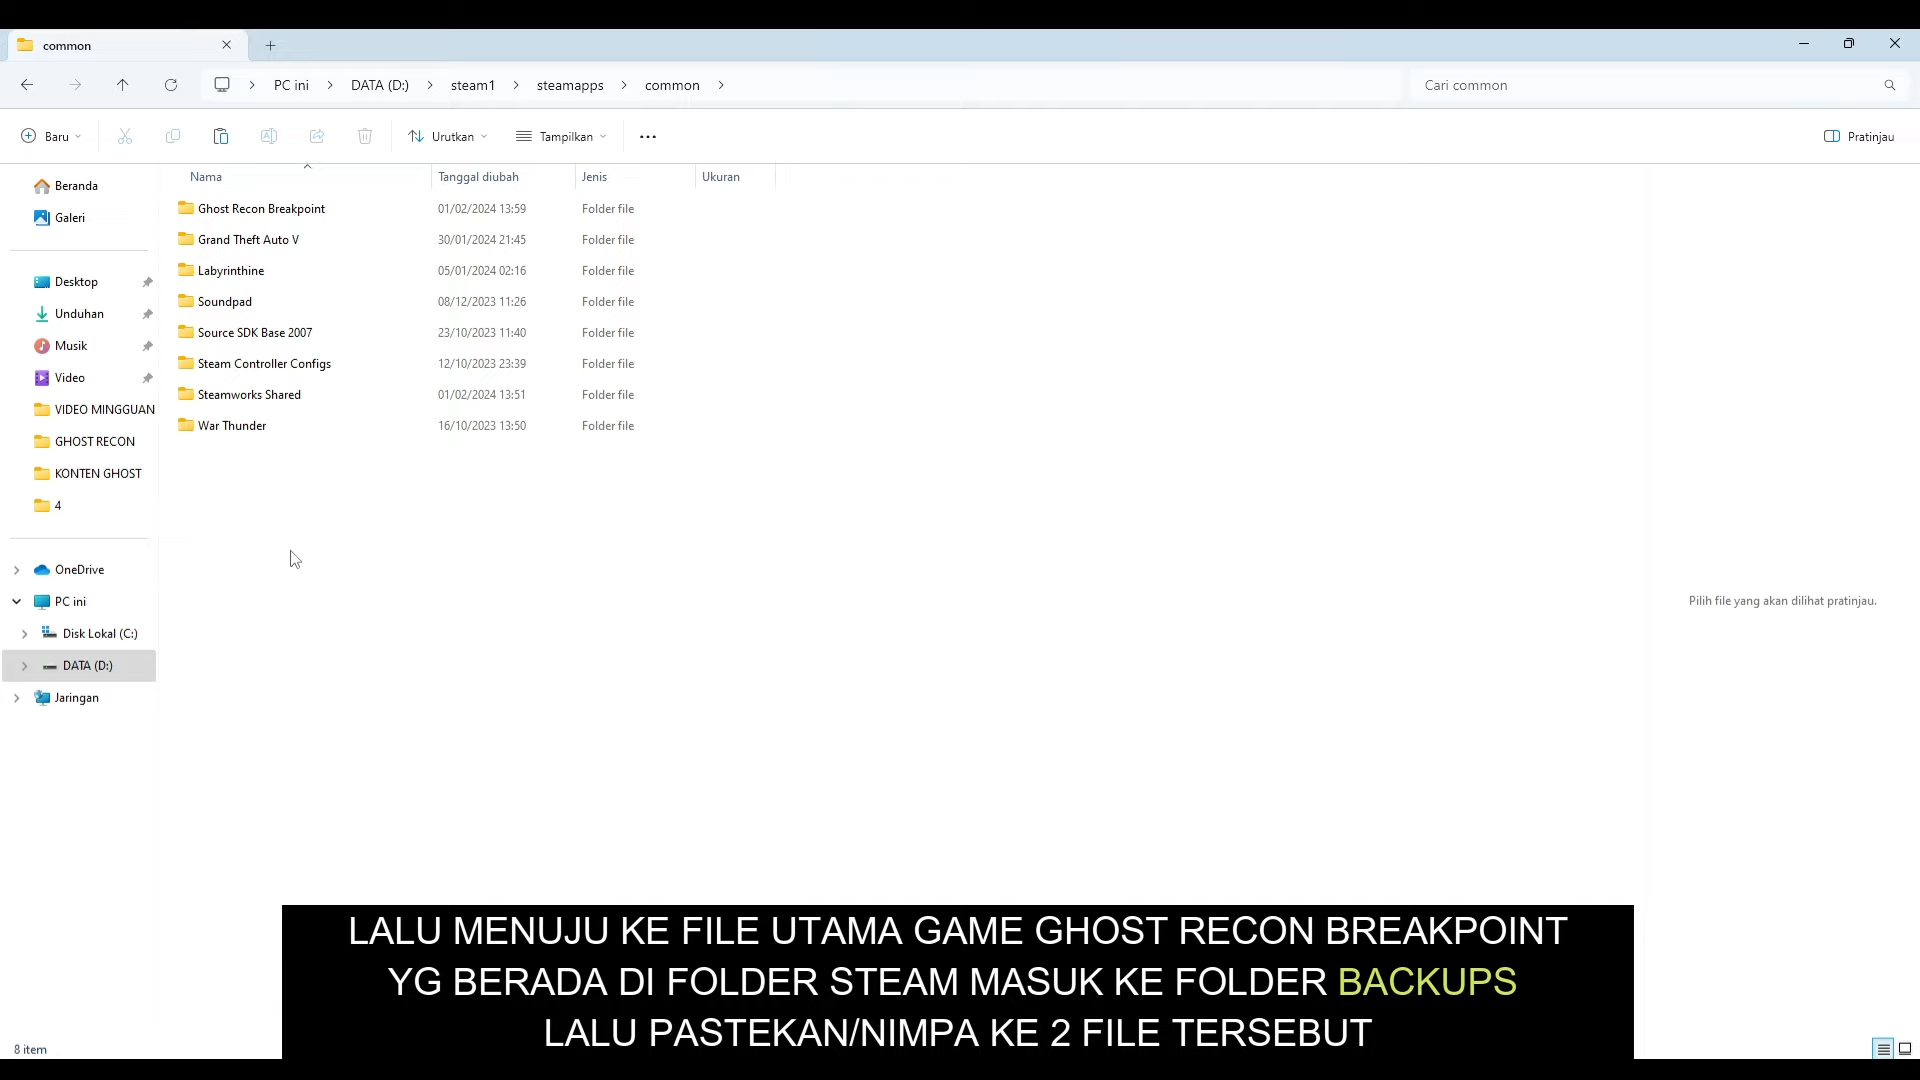 common
PC ini
DATA (D:)
steam1
steamapps
common
Cari common
Baru
Urutkan
Tampilkan
Pratinjau
Nama
Tanggal diubah
Jenis
Ukuran
Beranda
Galeri
Desktop
Unduhan
Musik
Video
VIDEO MINGGUAN
GHOST RECON
KONTEN GHOST
4
OneDrive
PC ini
Disk Lokal (C:)
DATA (D:)
Jaringan
Ghost Recon Breakpoint 01/02/2024 13:59 Folder file
Grand Theft Auto V 30/01/2024 21:45 Folder file
Labyrinthine 05/01/2024 02:16 Folder file
Soundpad 08/12/2023 11:26 Folder file
Source SDK Base 2007 23/10/2023 11:40 Folder file
Steam Controller Configs 12/10/2023 23:39 Folder file
Steamworks Shared 01/02/2024 13:51 Folder file
War Thunder 16/10/2023 13:50 Folder file
Pilih file yang akan dilihat pratinjau.
LALU MENUJU KE FILE UTAMA GAME GHOST RECON BREAKPOINT
YG BERADA DI FOLDER STEAM MASUK KE FOLDER BACKUPS
LALU PASTEKAN/NIMPA KE 2 FILE TERSEBUT
8 item